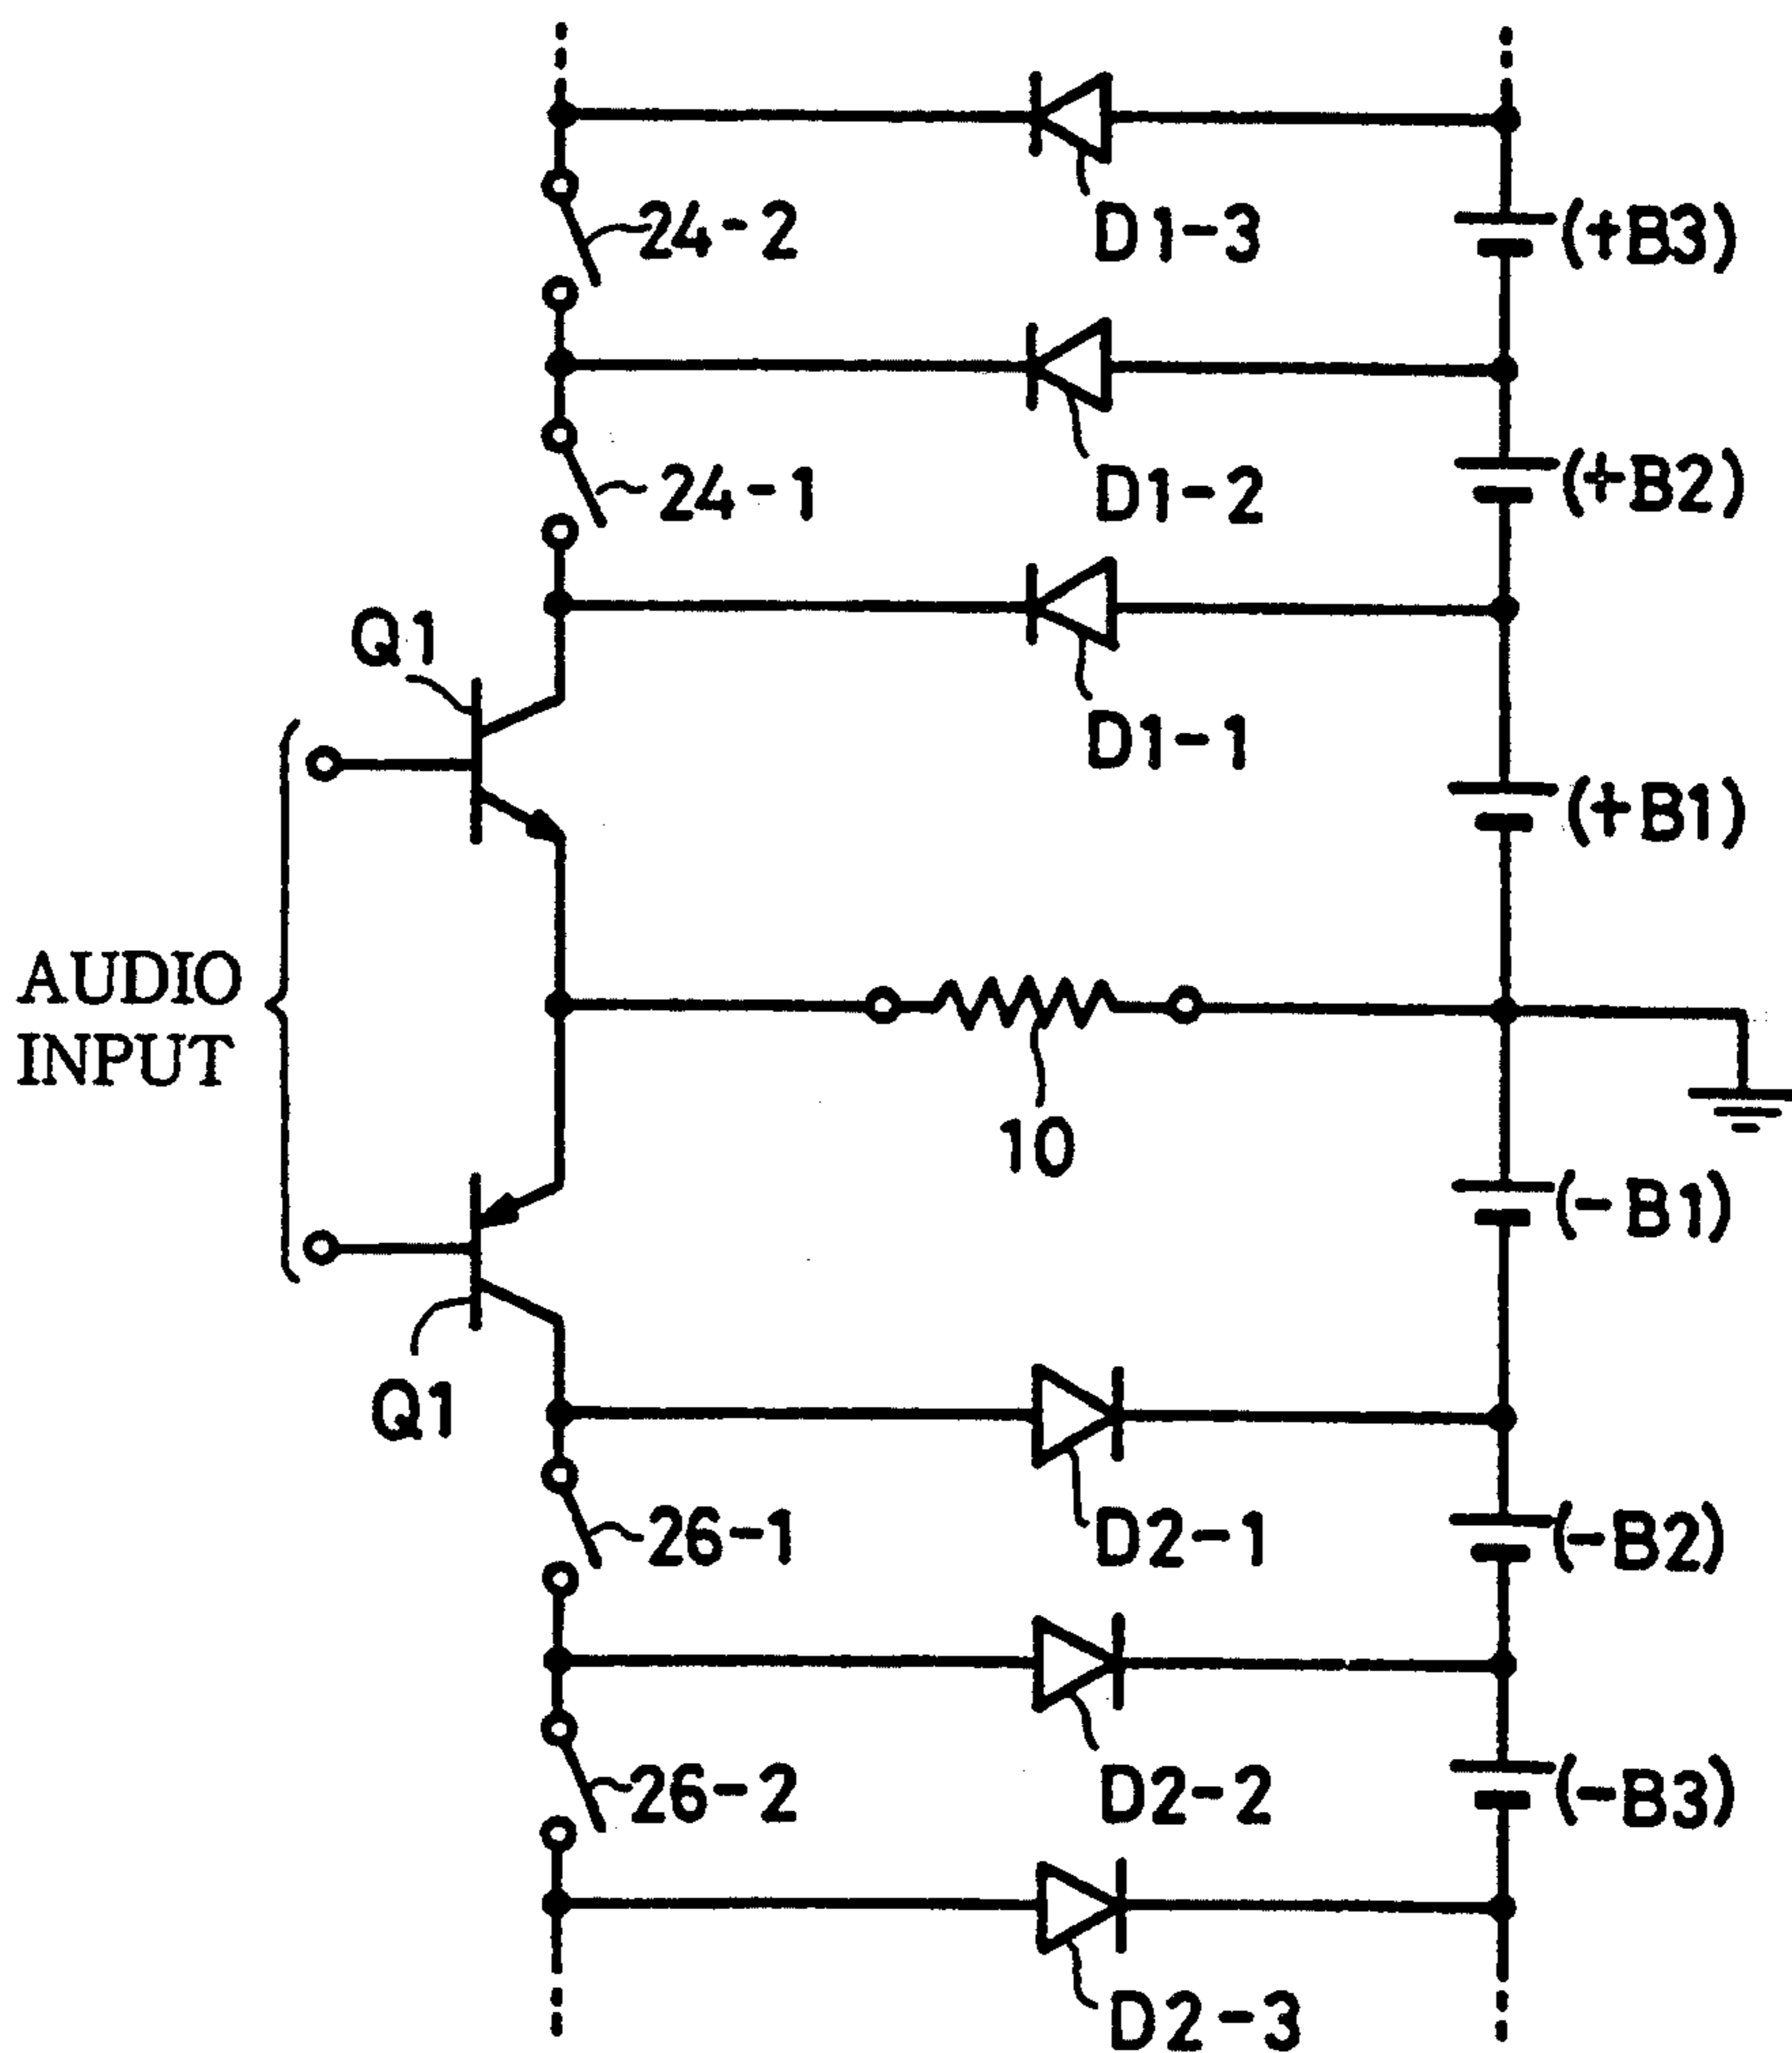 24-2
D1-3
(+B3)
24-1
D1-2
(+B2)
Q1
D1-1
(+B1)
AUDIO
INPUT
10
(-B1)
Q1
26-1
D2-1
(-B2)
26-2
D2-2
(-B3)
D2-3